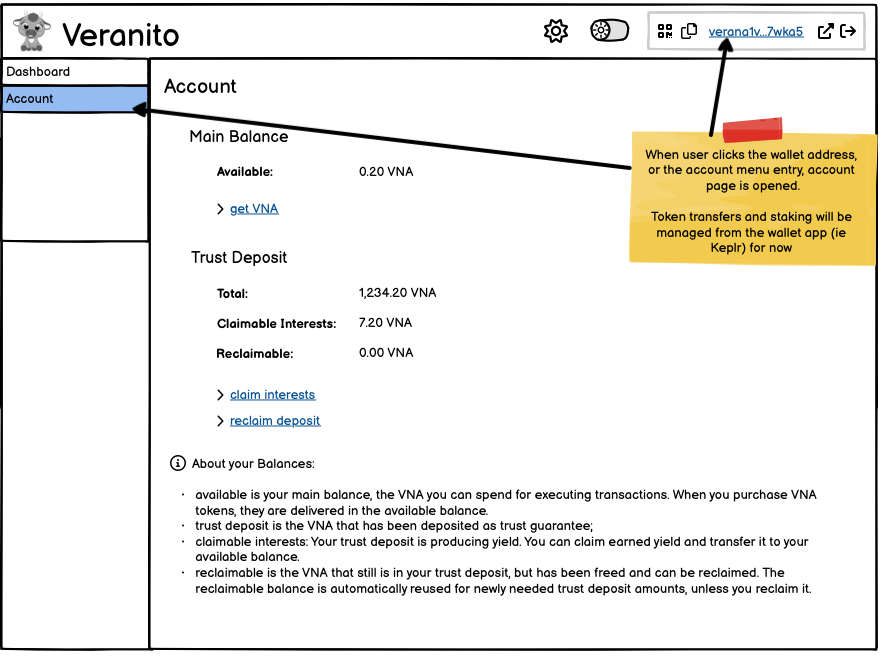 Veranito
verana1v...7wka5
Dashboard
Account
Account
Main Balance
Available: 0.20 VNA
get VNA
When user clicks the wallet address,
or the account menu entry, account
page is opened.
Token transfers and staking will be
managed from the wallet app (ie
Keplr) for now
Trust Deposit
Total: 1,234.20 VNA
Claimable Interests: 7.20 VNA
Reclaimable: 0.00 VNA
claim interests
reclaim deposit
About your Balances:
· available is your main balance, the VNA you can spend for executing transactions. When you purchase VNA
tokens, they are delivered in the available balance.
· trust deposit is the VNA that has been deposited as trust guarantee;
· claimable interests: Your trust deposit is producing yield. You can claim earned yield and transfer it to your
available balance.
· reclaimable is the VNA that still is in your trust deposit, but has been freed and can be reclaimed. The
reclaimable balance is automatically reused for newly needed trust deposit amounts, unless you reclaim it.